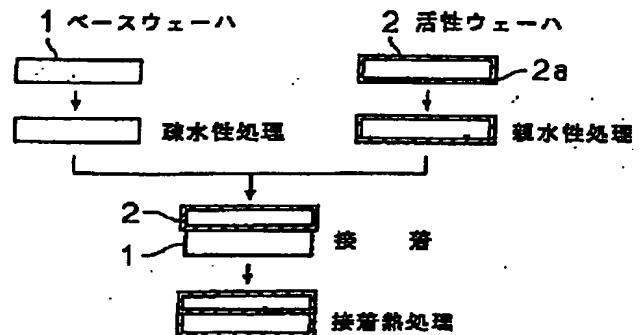 1 ベースウェーハ
2 活性ウェーハ
2a
疎水性処理
親水性処理
2
1
接着
接着熱処理